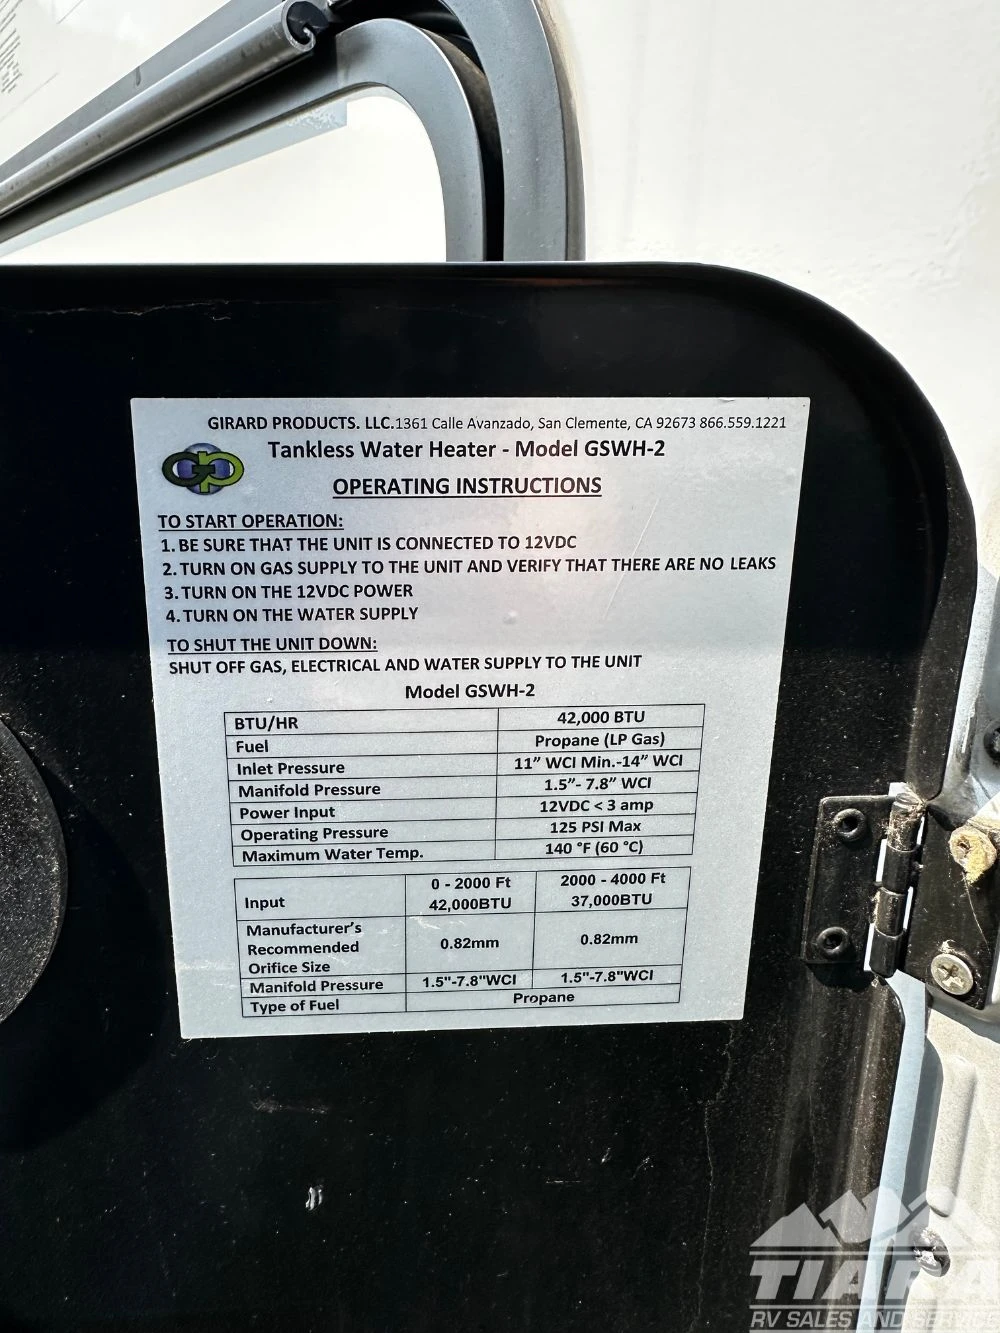 GIRARD PRODUCTS. LLC.1361 Calle Avanzado, San Clemente, CA 92673 866.559.1221
Tankless Water Heater - Model GSWH-2
OPERATING INSTRUCTIONS
TO START OPERATION:
1. BE SURE THAT THE UNIT IS CONNECTED TO 12VDC
2. TURN ON GAS SUPPLY TO THE UNIT AND VERIFY THAT THERE ARE NO LEAKS
3. TURN ON THE 12VDC POWER
4. TURN ON THE WATER SUPPLY
TO SHUT THE UNIT DOWN:
SHUT OFF GAS, ELECTRICAL AND WATER SUPPLY TO THE UNIT
Model GSWH-2
BTU/HR 42,000 BTU
Fuel Propane (LP Gas)
Inlet Pressure 11” WCI Min.-14” WCI
Manifold Pressure 1.5”- 7.8” WCI
Power Input 12VDC < 3 amp
Operating Pressure 125 PSI Max
Maximum Water Temp. 140 °F (60 °C)
0 - 2000 Ft 2000 - 4000 Ft
Input 42,000BTU 37,000BTU
Manufacturer’s
Recommended 0.82mm 0.82mm
Orifice Size
Manifold Pressure 1.5"-7.8"WCI 1.5"-7.8"WCI
Type of Fuel Propane
TIARA
RV SALES AND SERVICE